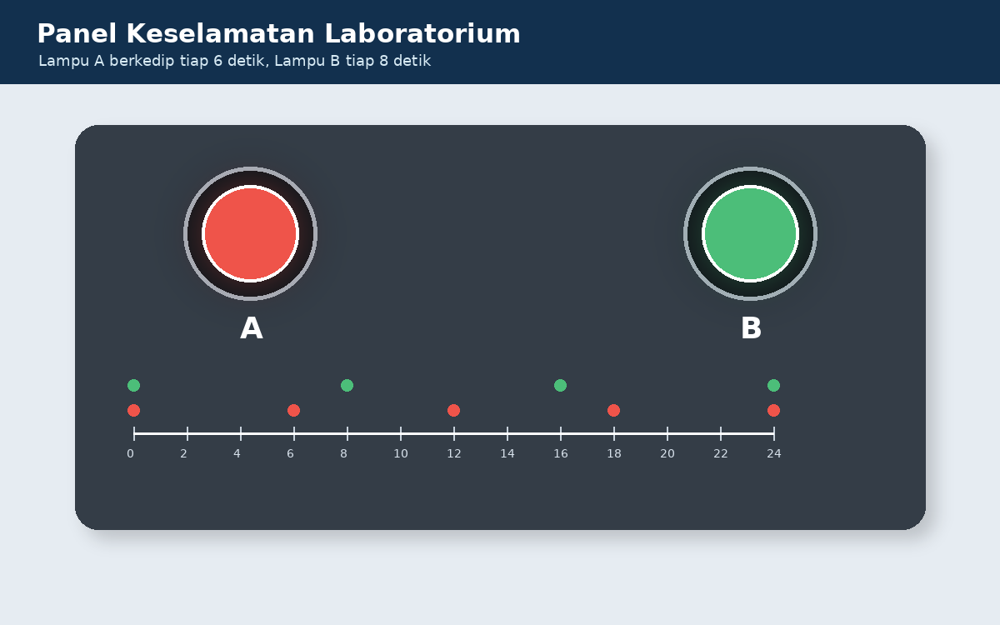 Panel Keselamatan Laboratorium
Lampu A berkedip tiap 6 detik, Lampu B tiap 8 detik
A B
0 2 4 6 8 10 12 14 16 18 20 22 24